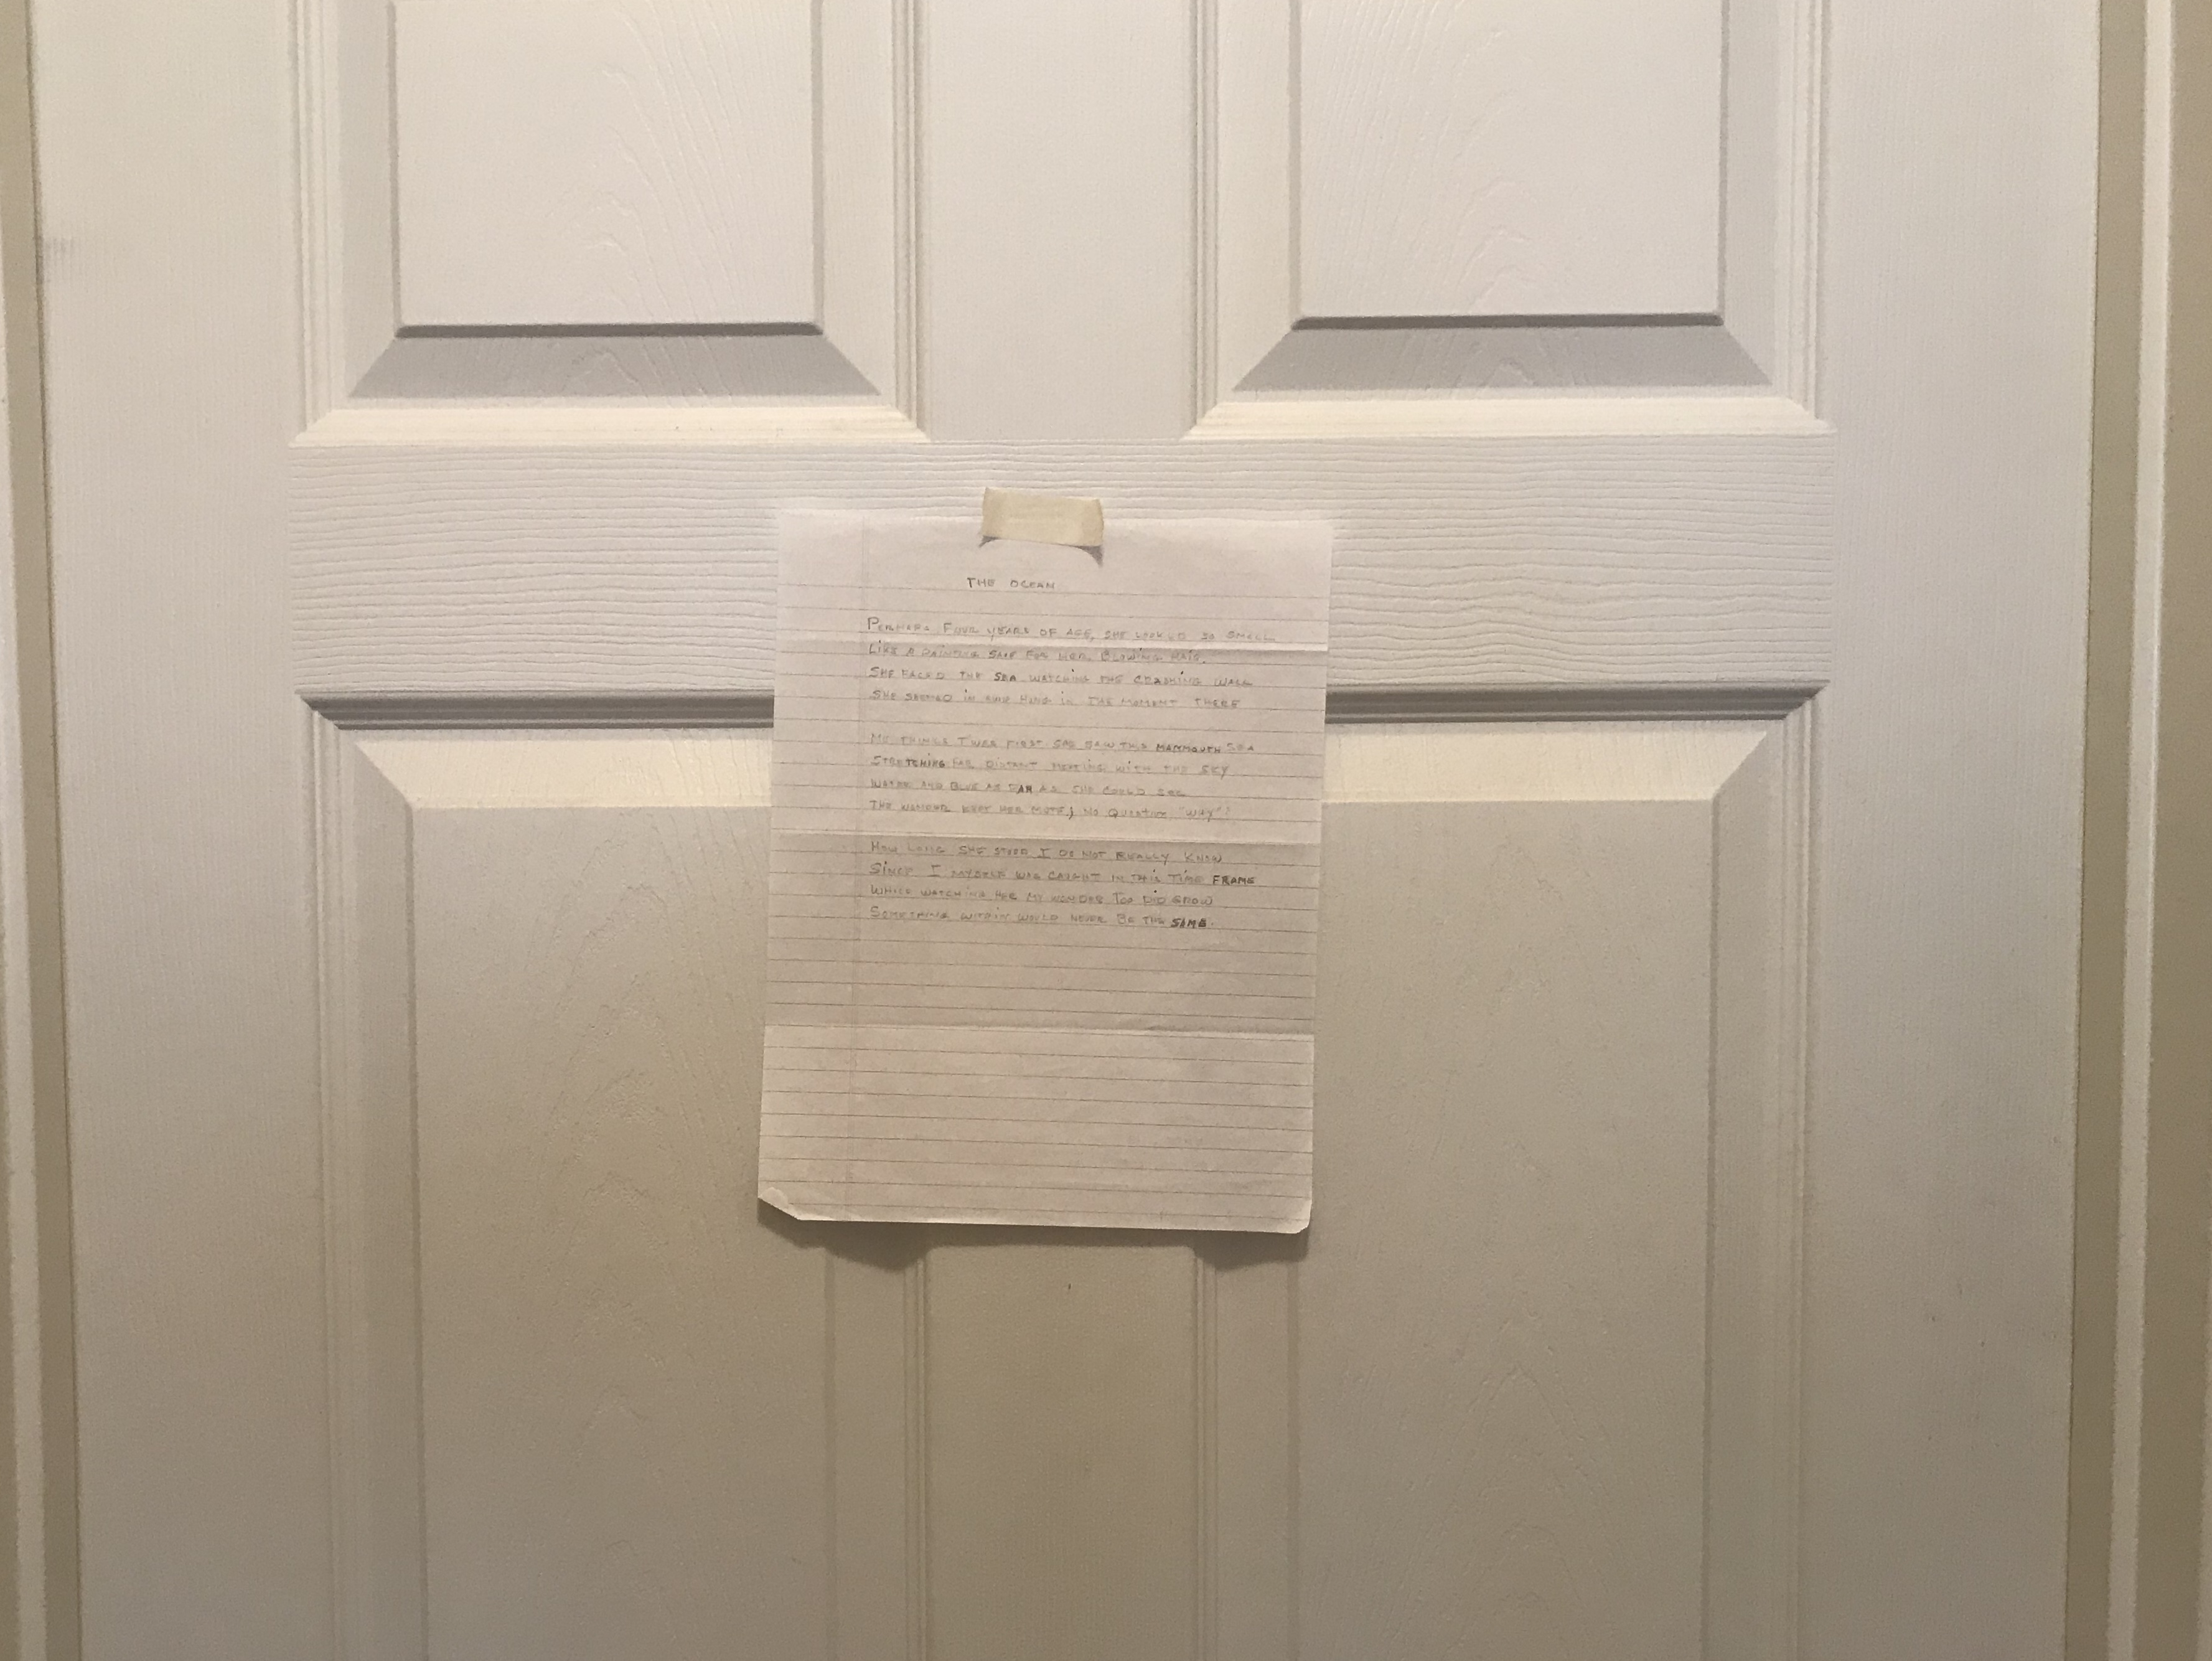 THE OCEAN
PERHAPS FOUR YEARS OF AGE, SHE LOOKED SO SMALL
LIKE A PAINTING SAVE FOR HER BLOWING HAIR.
SHE FACED THE SEA WATCHING THE CRASHING WALL
SHE SEEMED IN IN THE MOMENT THERE
ME THINKS TWAS FIRST SHE SAW THIS MAMMOUTH SEA
STRETCHING FAR DISTANT MEETING WITH THE SKY
WATER AND BLUE AS FAR AS SHE COULD SEE
THE WONDER KEPT HER MUTE; NO QUESTION "WHY"!
HOW LONG SHE STOOD I DO NOT REALLY KNOW
SINCE I MYSELF WAS CAUGHT IN THIS TIME FRAME
WHILE WATCHING HER MY WONDER TOO DID GROW
SOMETHING WITHIN WOULD NEVER BE THE SAME.